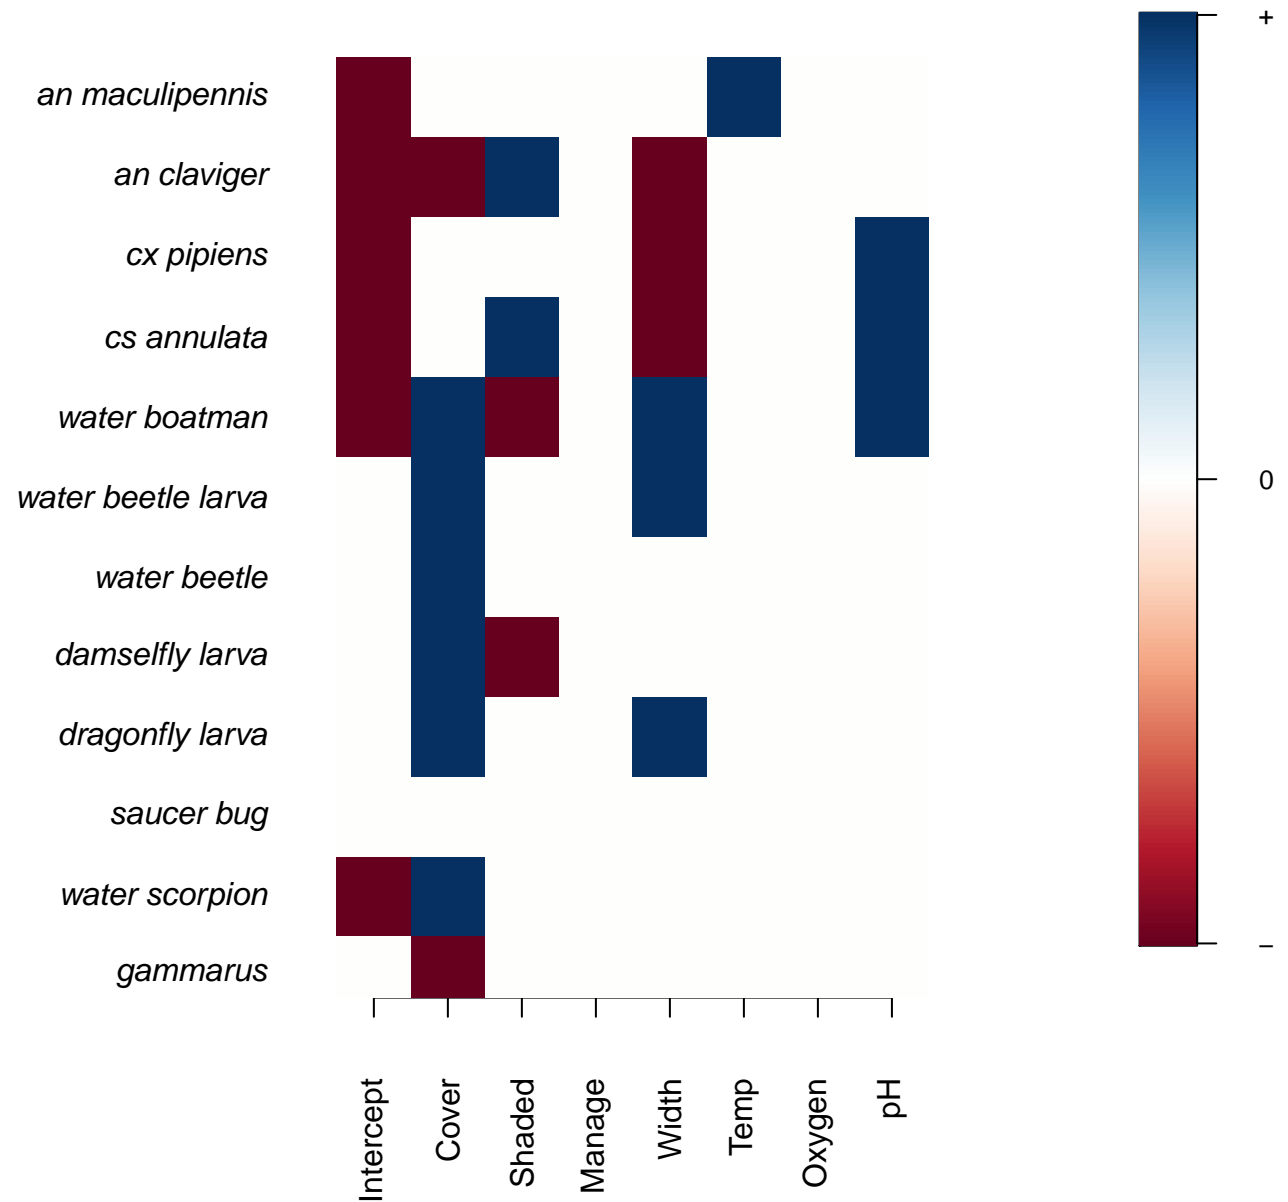 an maculipennis
an claviger
cx pipiens
cs annulata
water boatman
water beetle larva
water beetle
damselfly larva
dragonfly larva
saucer bug
water scorpion
gammarus
Intercept
Cover
Shaded
Manage
Width
Temp
Oxygen
pH
+
0
−